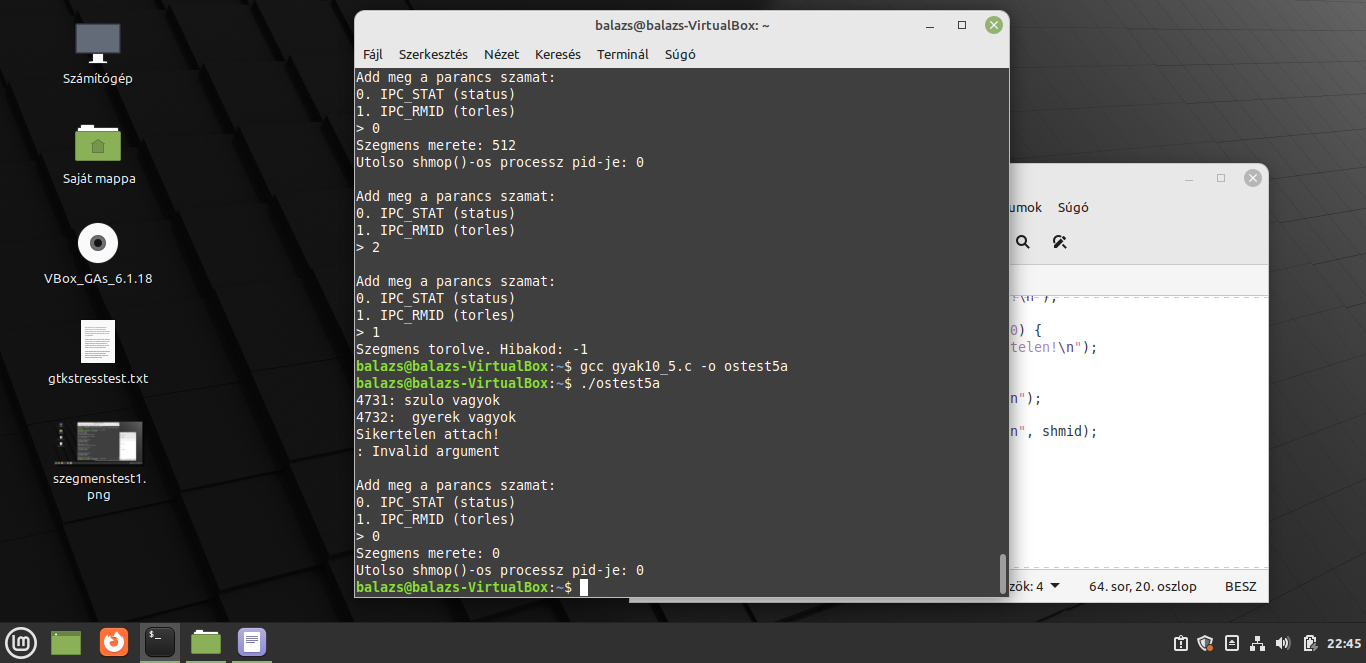 Számítógép
Saját mappa
VBox_GAs_6.1.18
gtkstresstest.txt
szegmenstest1.
png
balazs@balazs-VirtualBox: ~
Fájl Szerkesztés Nézet Keresés Terminál Súgó
Add meg a parancs szamat:
0. IPC_STAT (status)
1. IPC_RMID (torles)
> 0
Szegmens merete: 512
Utolso shmop()-os processz pid-je: 0
Add meg a parancs szamat:
0. IPC_STAT (status)
1. IPC_RMID (torles)
> 2
Add meg a parancs szamat:
0. IPC_STAT (status)
1. IPC_RMID (torles)
> 1
Szegmens torolve. Hibakod: -1
balazs@balazs-VirtualBox:~$ gcc gyak10_5.c -o ostest5a
balazs@balazs-VirtualBox:~$ ./ostest5a
4731: szulo vagyok
4732:  gyerek vagyok
Sikertelen attach!
: Invalid argument
Add meg a parancs szamat:
0. IPC_STAT (status)
1. IPC_RMID (torles)
> 0
Szegmens merete: 0
Utolso shmop()-os processz pid-je: 0
balazs@balazs-VirtualBox:~$
umok Súgó
!\n");
0) {
telen!\n");
n");
n", shmid);
zök: 4 64. sor, 20. oszlop BESZ
22:45